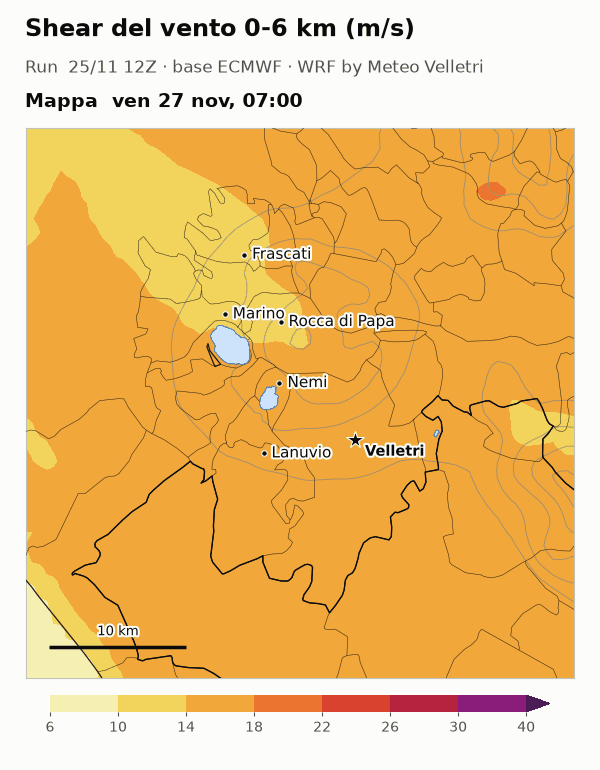 Shear del vento 0-6 km (m/s)
Run  25/11 12Z · base ECMWF · WRF by Meteo Velletri
Mappa  ven 27 nov, 07:00
Frascati
Marino
Rocca di Papa
Nemi
Velletri
Lanuvio
10 km
6 10 14 18 22 26 30 40